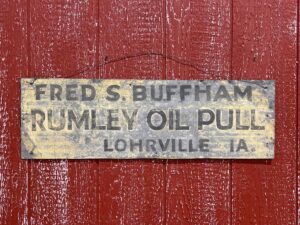 FRED S. BUFFHAM
RUMLEY OIL PULL
LOHRVILLE IA.